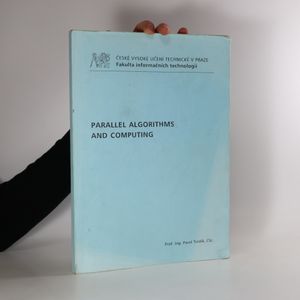 ČESKÉ VYSOKÉ UČENÍ TECHNICKÉ V PRAZE
Fakulta informačních technologií
PARALLEL ALGORITHMS
AND COMPUTING
Prof. Ing. Pavel Tvrdík, CSc.